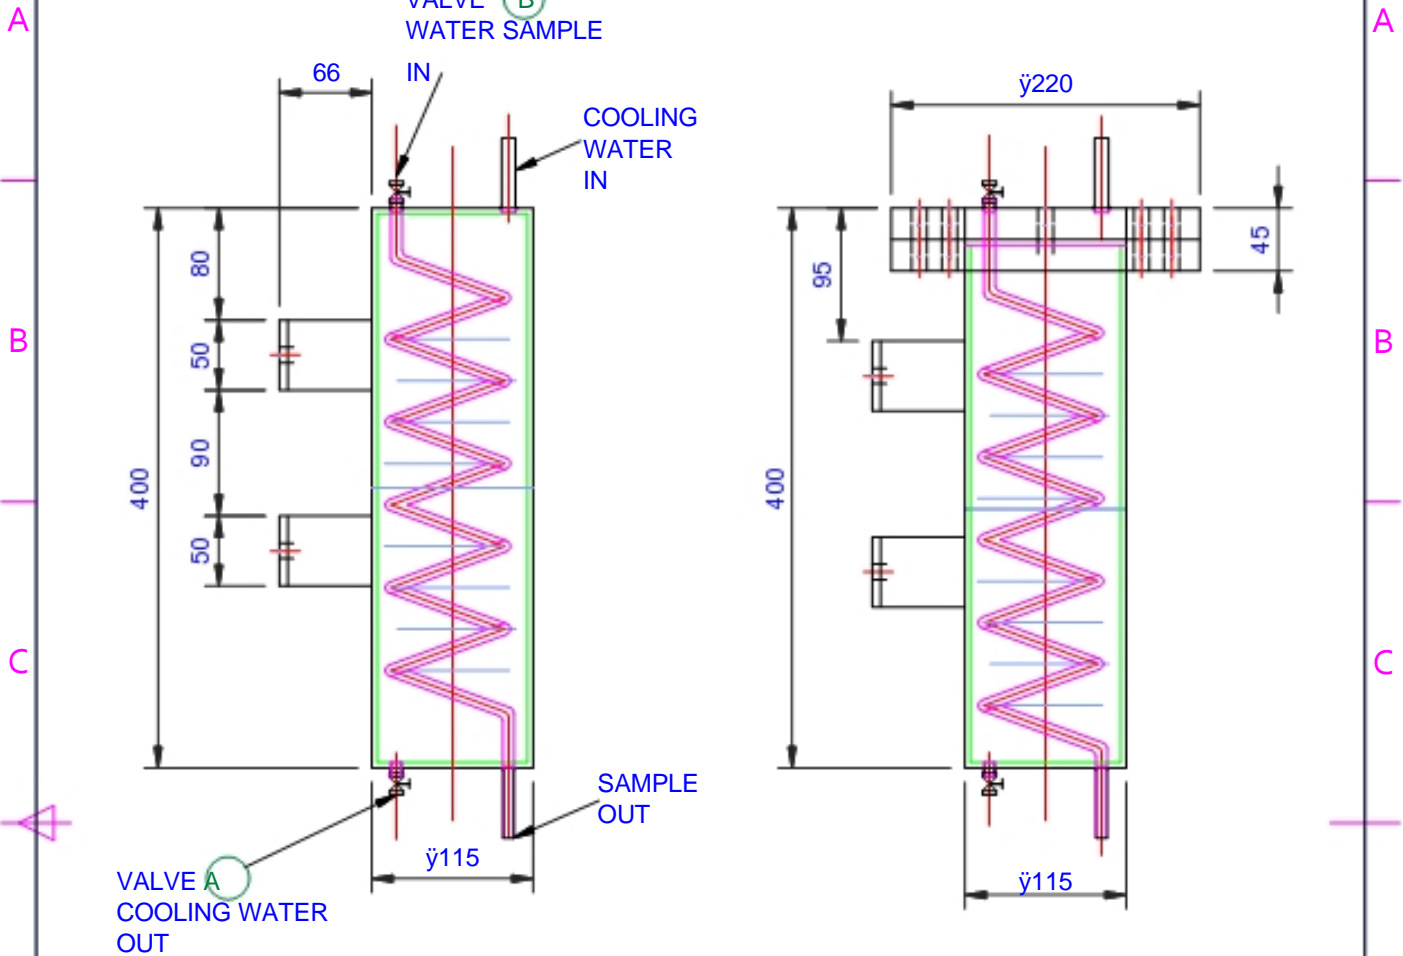 A
VALVE B
WATER SAMPLE
IN
A
66
COOLING
WATER
IN
ÿ220
80
95
45
B
50
B
90
400
400
50
C
C
SAMPLE
OUT
ÿ115
ÿ115
VALVE A
COOLING WATER
OUT